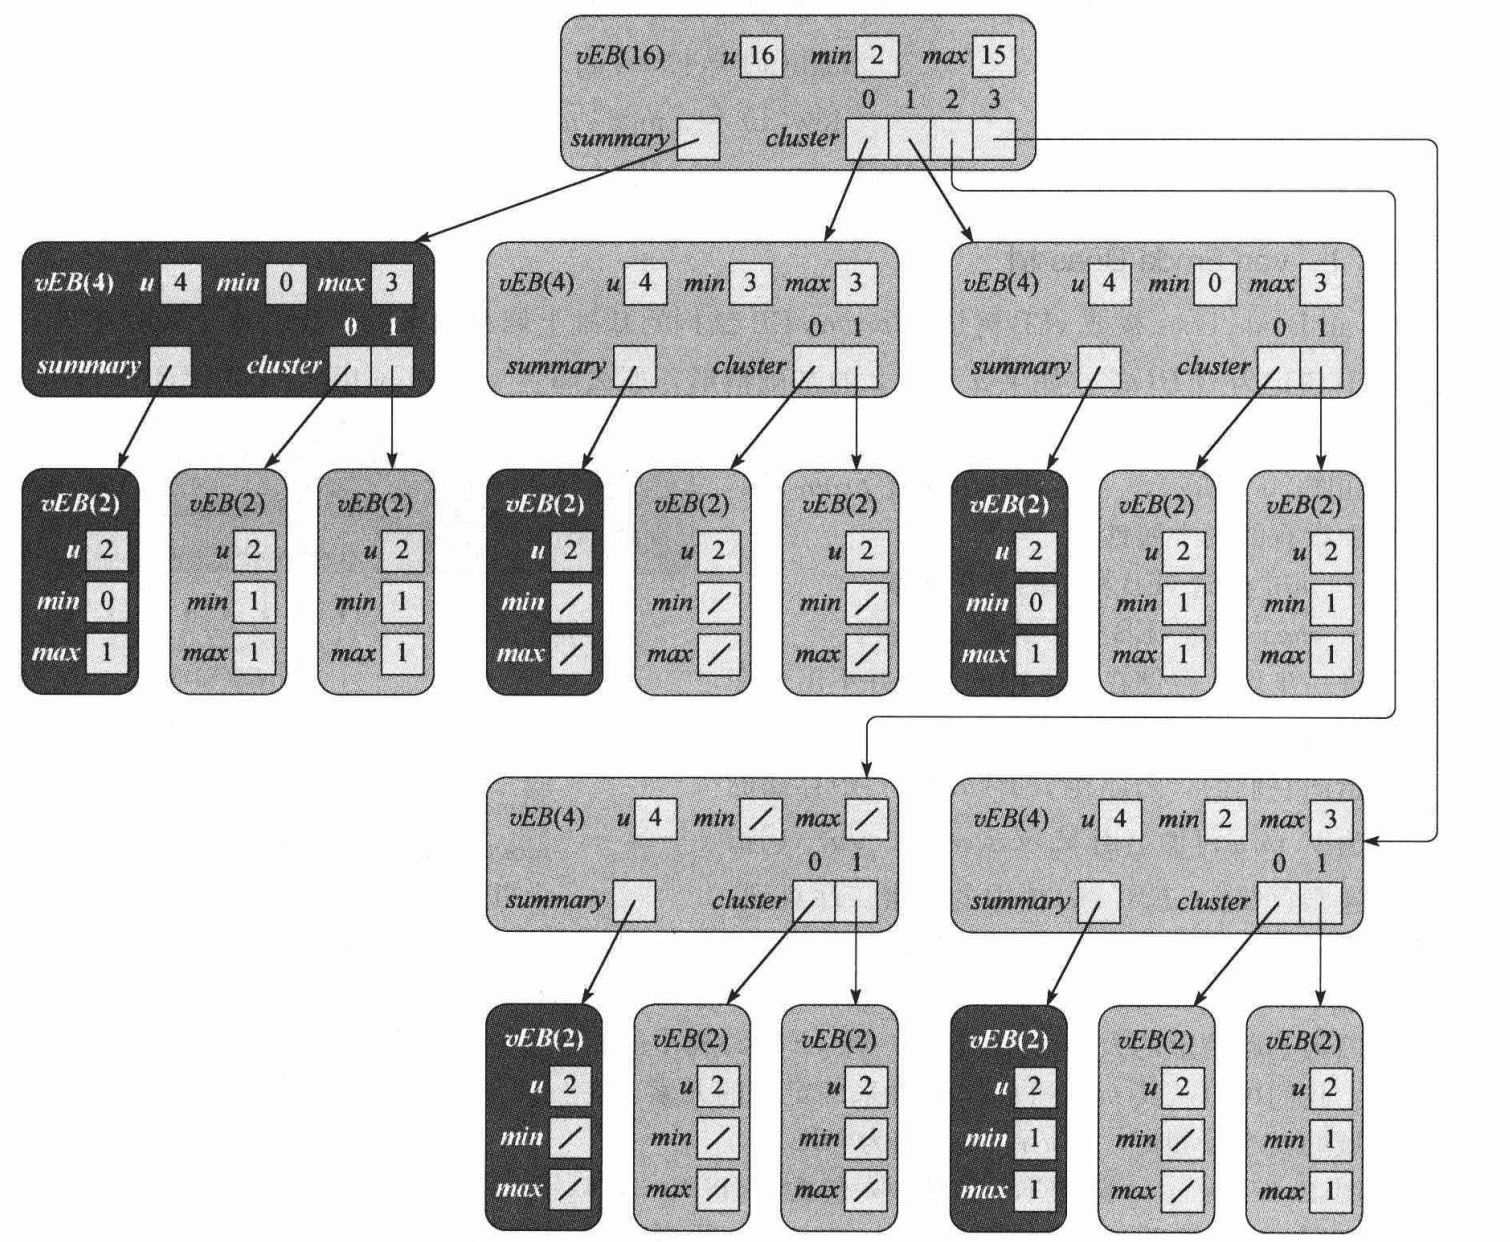 vEB(16) u 16 min 2 max 15
0 1 2 3
summary cluster
vEB(4) u 4 min 0 max 3
0 1
summary cluster
vEB(4) u 4 min 3 max 3
0 1
summary cluster
vEB(4) u 4 min 0 max 3
0 1
summary cluster
vEB(2)
u 2
min 0
max 1
vEB(2)
u 2
min 1
max 1
vEB(2)
u 2
min 1
max 1
vEB(2)
u 2
min /
max /
vEB(2)
u 2
min /
max /
vEB(2)
u 2
min /
max /
vEB(2)
u 2
min 0
max 1
vEB(2)
u 2
min 1
max 1
vEB(2)
u 2
min 1
max 1
vEB(4) u 4 min / max /
0 1
summary cluster
vEB(4) u 4 min 2 max 3
0 1
summary cluster
vEB(2)
u 2
min /
max /
vEB(2)
u 2
min /
max /
vEB(2)
u 2
min /
max /
vEB(2)
u 2
min 1
max 1
vEB(2)
u 2
min /
max /
vEB(2)
u 2
min 1
max 1